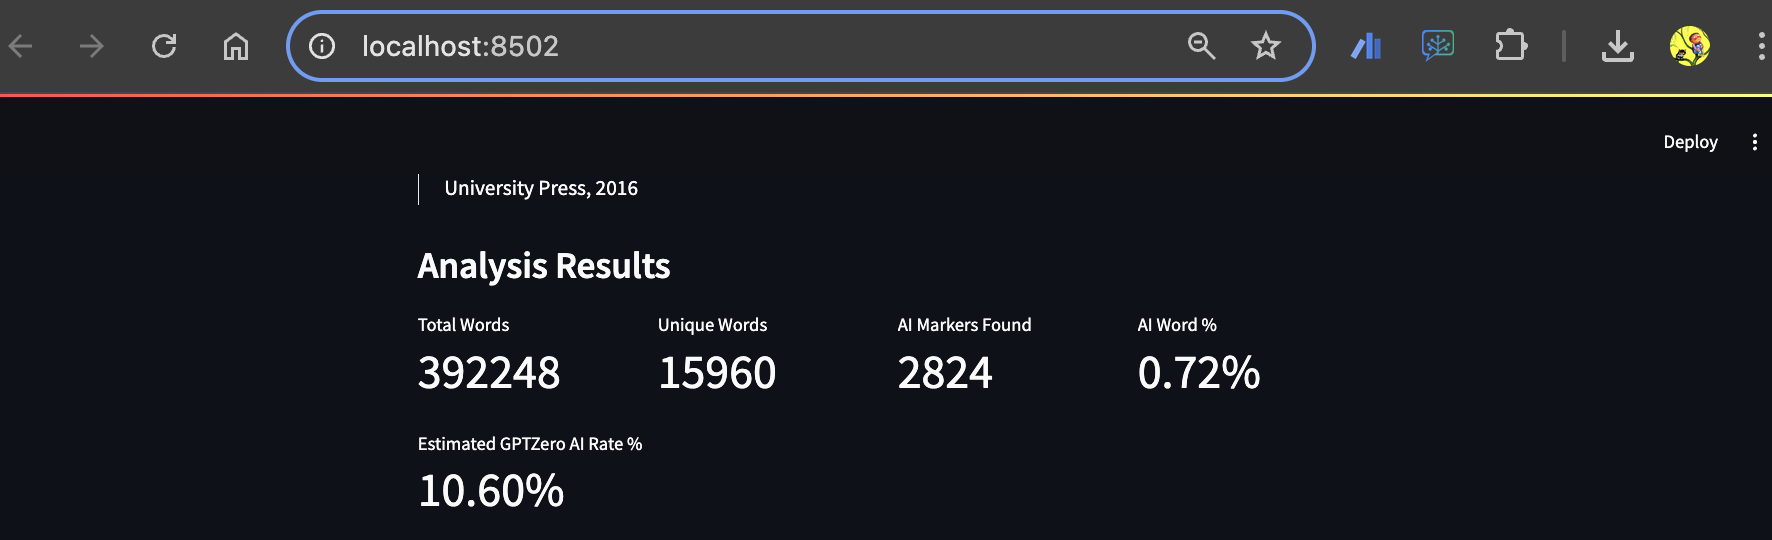 localhost:8502
Deploy
University Press, 2016
Analysis Results
Total Words Unique Words AI Markers Found AI Word %
392248 15960 2824 0.72%
Estimated GPTZero AI Rate %
10.60%